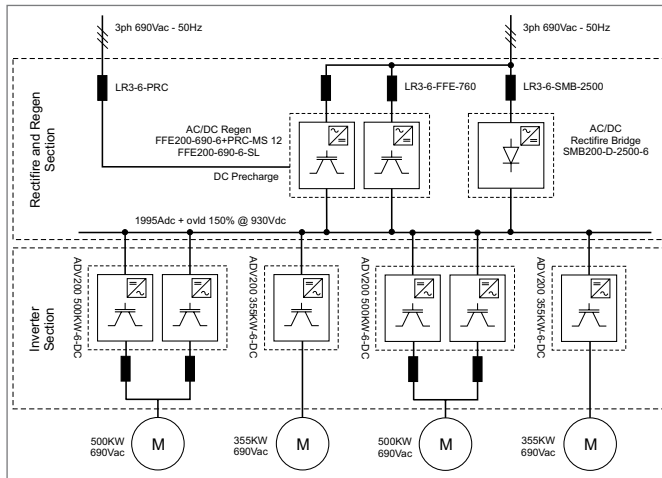 3ph 690Vac - 50Hz
3ph 690Vac - 50Hz
Rectifire and Regen
Section
LR3-6-PRC
LR3-6-FFE-760
LR3-6-SMB-2500
AC/DC Regen
FFE200-690-6+PRC-MS 12
FFE200-690-6-SL
DC Precharge
AC/DC
Rectifire Bridge
SMB200-D-2500-6
1995Adc + ovld 150% @ 930Vdc
Inverter
Section
ADV200 500KW-6-DC
ADV200 355KW-6-DC
ADV200 500KW-6-DC
ADV200 355KW-6-DC
500KW
690Vac
M
355KW
690Vac
M
500KW
690Vac
M
355KW
690Vac
M